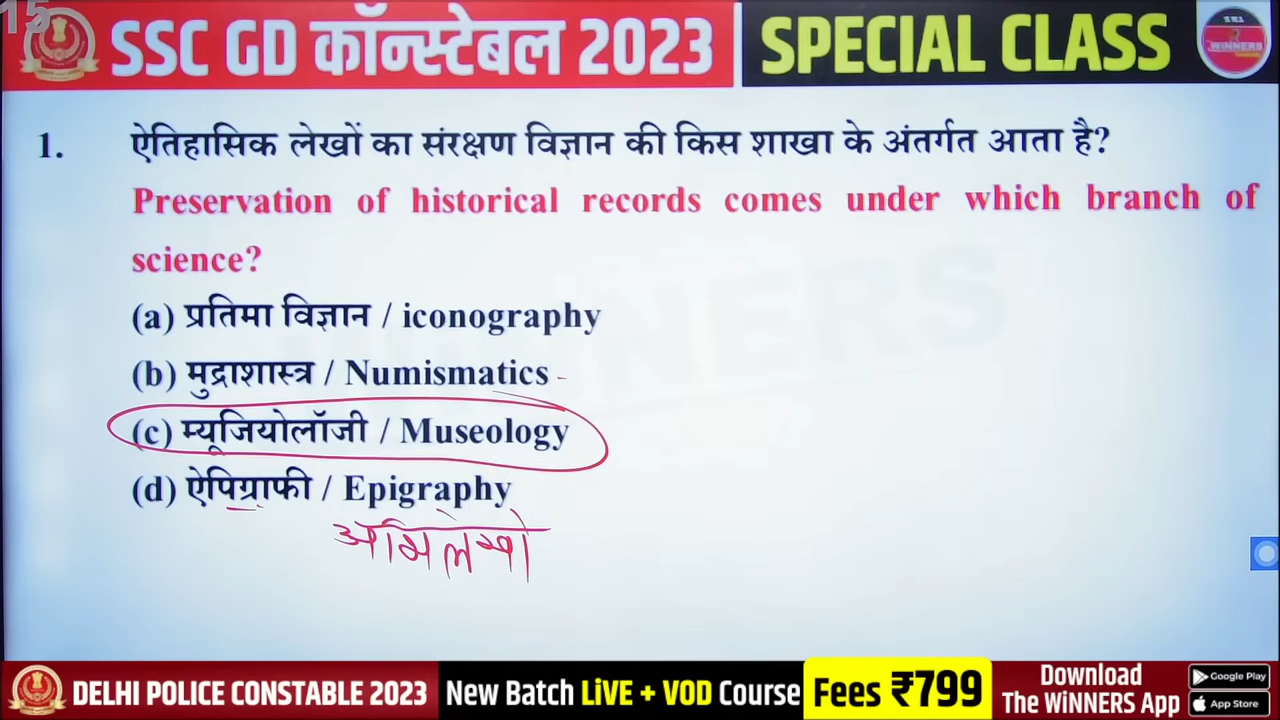 15
SSC GD कॉन्स्टेबल 2023 SPECIAL CLASS
WINNERS
1. ऐतिहासिक लेखों का संरक्षण विज्ञान की किस शाखा के अंतर्गत आता है?
Preservation of historical records comes under which branch of
science?
(a) प्रतिमा विज्ञान / iconography
(b) मुद्राशास्त्र / Numismatics
(c) म्यूजियोलॉजी / Museology
(d) ऐपिग्राफी / Epigraphy
अभिलेखो
DELHI POLICE CONSTABLE 2023 New Batch LiVE + VOD Course Fees ₹799 Download
The WiNNERS App
Google Play
App Store